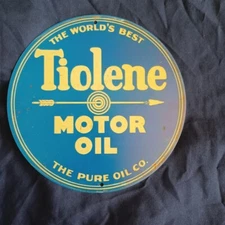 THE WORLD'S BEST
Tiolene
MOTOR
OIL
THE PURE OIL CO.